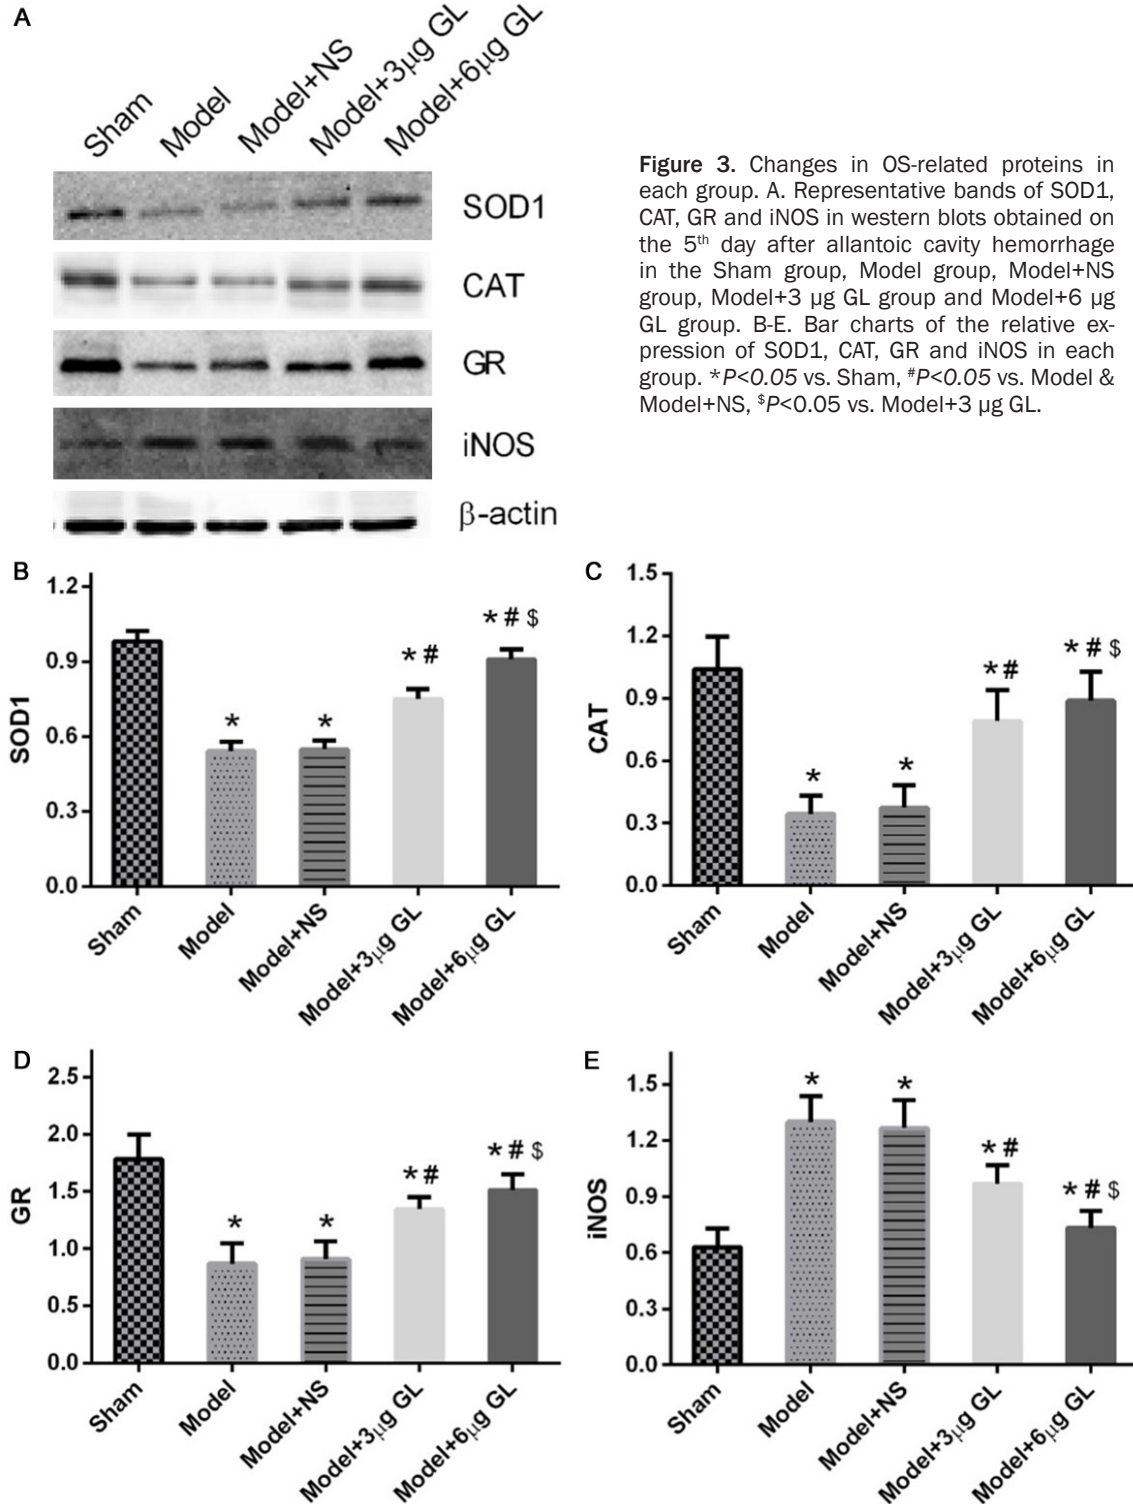 A
Sham
Model
Model+NS
Model+3μg GL
Model+6μg GL
SOD1
CAT
GR
iNOS
β-actin
Figure 3. Changes in OS-related proteins in
each group. A. Representative bands of SOD1,
CAT, GR and iNOS in western blots obtained on
the 5th day after allantoic cavity hemorrhage
in the Sham group, Model group, Model+NS
group, Model+3 μg GL group and Model+6 μg
GL group. B-E. Bar charts of the relative ex-
pression of SOD1, CAT, GR and iNOS in each
group. *P<0.05 vs. Sham, #P<0.05 vs. Model &
Model+NS, $P<0.05 vs. Model+3 μg GL.
B
SOD1
1.2
0.9
0.6
0.3
0.0
*
*
* #
* # $
Sham
Model
Model+NS
Model+3μg GL
Model+6μg GL
C
CAT
1.5
1.2
0.9
0.6
0.3
0.0
*
*
* #
* # $
Sham
Model
Model+NS
Model+3μg GL
Model+6μg GL
D
GR
2.5
2.0
1.5
1.0
0.5
0.0
*
*
* #
* # $
Sham
Model
Model+NS
Model+3μg GL
Model+6μg GL
E
iNOS
1.5
1.2
0.9
0.6
0.3
0.0
*
*
* #
* # $
Sham
Model
Model+NS
Model+3μg GL
Model+6μg GL